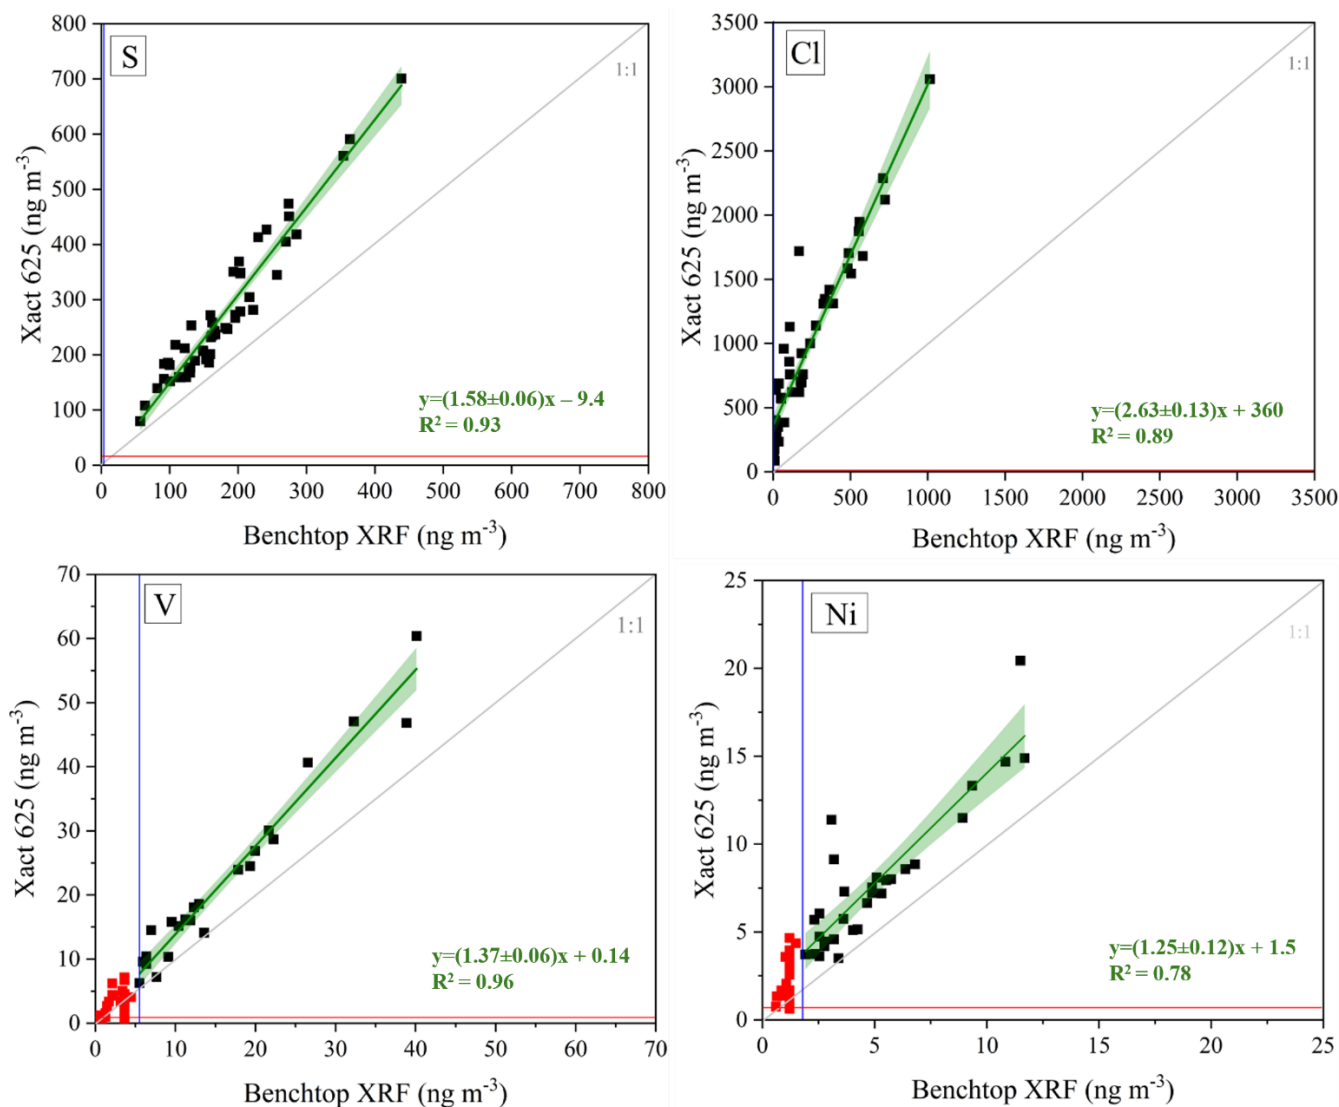 S
1:1
800
700
600
500
400
300
200
100
0
Xact 625 (ng m⁻³)
y=(1.58±0.06)x – 9.4
R² = 0.93
0 100 200 300 400 500 600 700 800
Benchtop XRF (ng m⁻³)
Cl
1:1
3500
3000
2500
2000
1500
1000
500
0
Xact 625 (ng m⁻³)
y=(2.63±0.13)x + 360
R² = 0.89
0 500 1000 1500 2000 2500 3000 3500
Benchtop XRF (ng m⁻³)
V
1:1
70
60
50
40
30
20
10
0
Xact 625 (ng m⁻³)
y=(1.37±0.06)x + 0.14
R² = 0.96
0 10 20 30 40 50 60 70
Benchtop XRF (ng m⁻³)
Ni
1:1
25
20
15
10
5
0
Xact 625 (ng m⁻³)
y=(1.25±0.12)x + 1.5
R² = 0.78
0 5 10 15 20 25
Benchtop XRF (ng m⁻³)